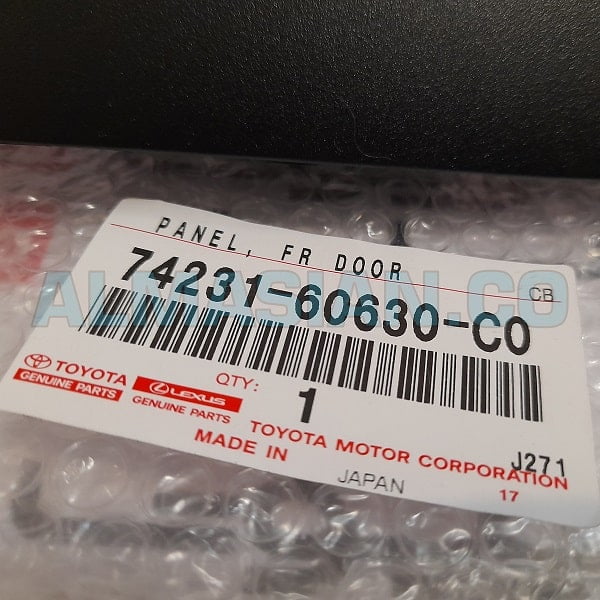 PANEL, FR DOOR
CB
74231-60630-C0
ALMASIAN.CO
TOYOTA
GENUINE PARTS
LEXUS
GENUINE PARTS
QTY:
1
TOYOTA MOTOR CORPORATION
J271
MADE IN
JAPAN
17